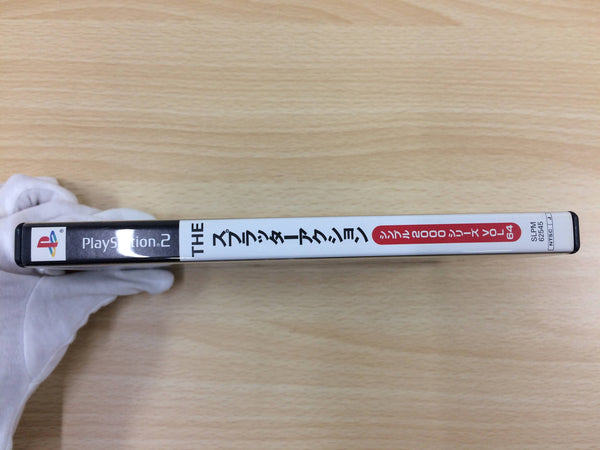 PlayStation 2
THE
スプラッターアクション
シンプル2000シリーズ VOL.
64
SLPM
62545
NTSC J